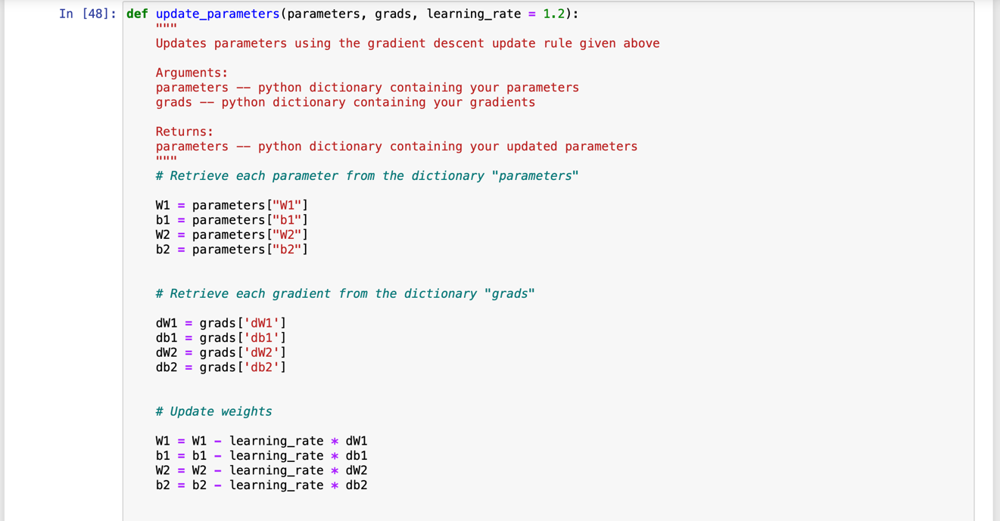 In [48]: def update_parameters(parameters, grads, learning_rate = 1.2):
"""
Updates parameters using the gradient descent update rule given above
Arguments:
parameters -- python dictionary containing your parameters
grads -- python dictionary containing your gradients
Returns:
parameters -- python dictionary containing your updated parameters
"""
# Retrieve each parameter from the dictionary "parameters"
W1 = parameters["W1"]
b1 = parameters["b1"]
W2 = parameters["W2"]
b2 = parameters["b2"]
# Retrieve each gradient from the dictionary "grads"
dW1 = grads['dW1']
db1 = grads['db1']
dW2 = grads['dW2']
db2 = grads['db2']
# Update weights
W1 = W1 - learning_rate * dW1
b1 = b1 - learning_rate * db1
W2 = W2 - learning_rate * dW2
b2 = b2 - learning_rate * db2